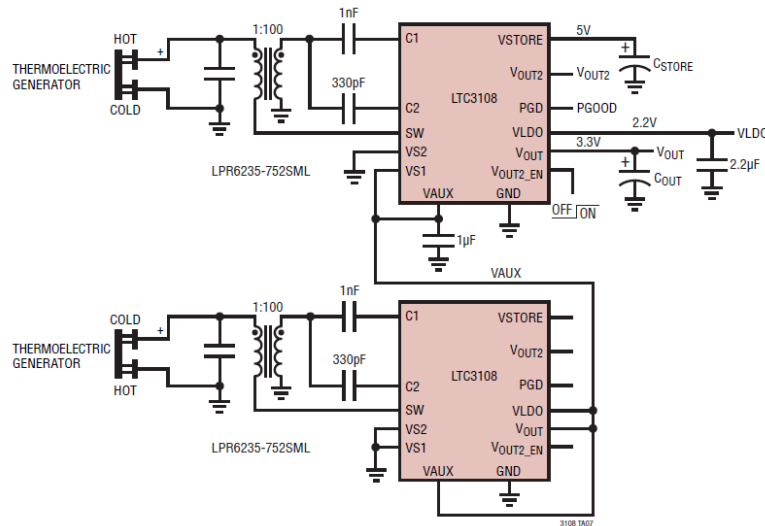 1:100
1nF
HOT
+
THERMOELECTRIC
GENERATOR
COLD
330pF
LPR6235-752SML
C1
C2
SW
VS2
VS1
VAUX
GND
LTC3108
VSTORE
VOUT2
PGD
VLDO
VOUT
VOUT2_EN
5V
+
CSTORE
VOUT2
PGOOD
2.2V
VLDO
3.3V
VOUT
+
COUT
2.2µF
OFF ON
1µF
VAUX
1:100
1nF
COLD
+
THERMOELECTRIC
GENERATOR
HOT
330pF
LPR6235-752SML
C1
C2
SW
VS2
VS1
VAUX
GND
LTC3108
VSTORE
VOUT2
PGD
VLDO
VOUT
VOUT2_EN
3108 TA07